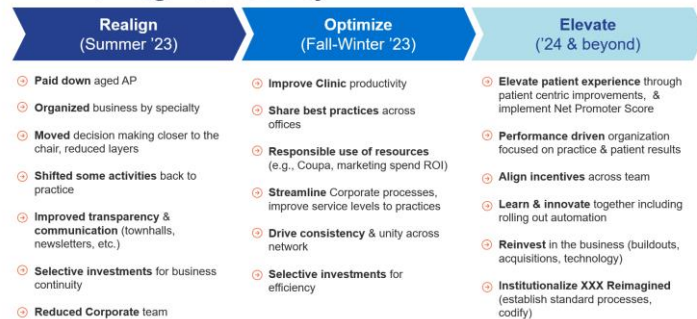 Realign
(Summer '23)
Paid down aged AP
Organized business by specialty
Moved decision making closer to the
chair, reduced layers
Shifted some activities back to
practice
Improved transparency &
communication (townhalls,
newsletters, etc.)
Selective investments for business
continuity
Reduced Corporate team
Optimize
(Fall-Winter '23)
Improve Clinic productivity
Share best practices across
offices
Responsible use of resources
(e.g., Coupa, marketing spend ROI)
Streamline Corporate processes,
improve service levels to practices
Drive consistency & unity across
network
Selective investments for
efficiency
Elevate
('24 & beyond)
Elevate patient experience through
patient centric improvements, &
implement Net Promoter Score
Performance driven organization
focused on practice & patient results
Align incentives across team
Learn & innovate together including
rolling out automation
Reinvest in the business (buildouts,
acquisitions, technology)
Institutionalize XXX Reimagined
(establish standard processes,
codify)